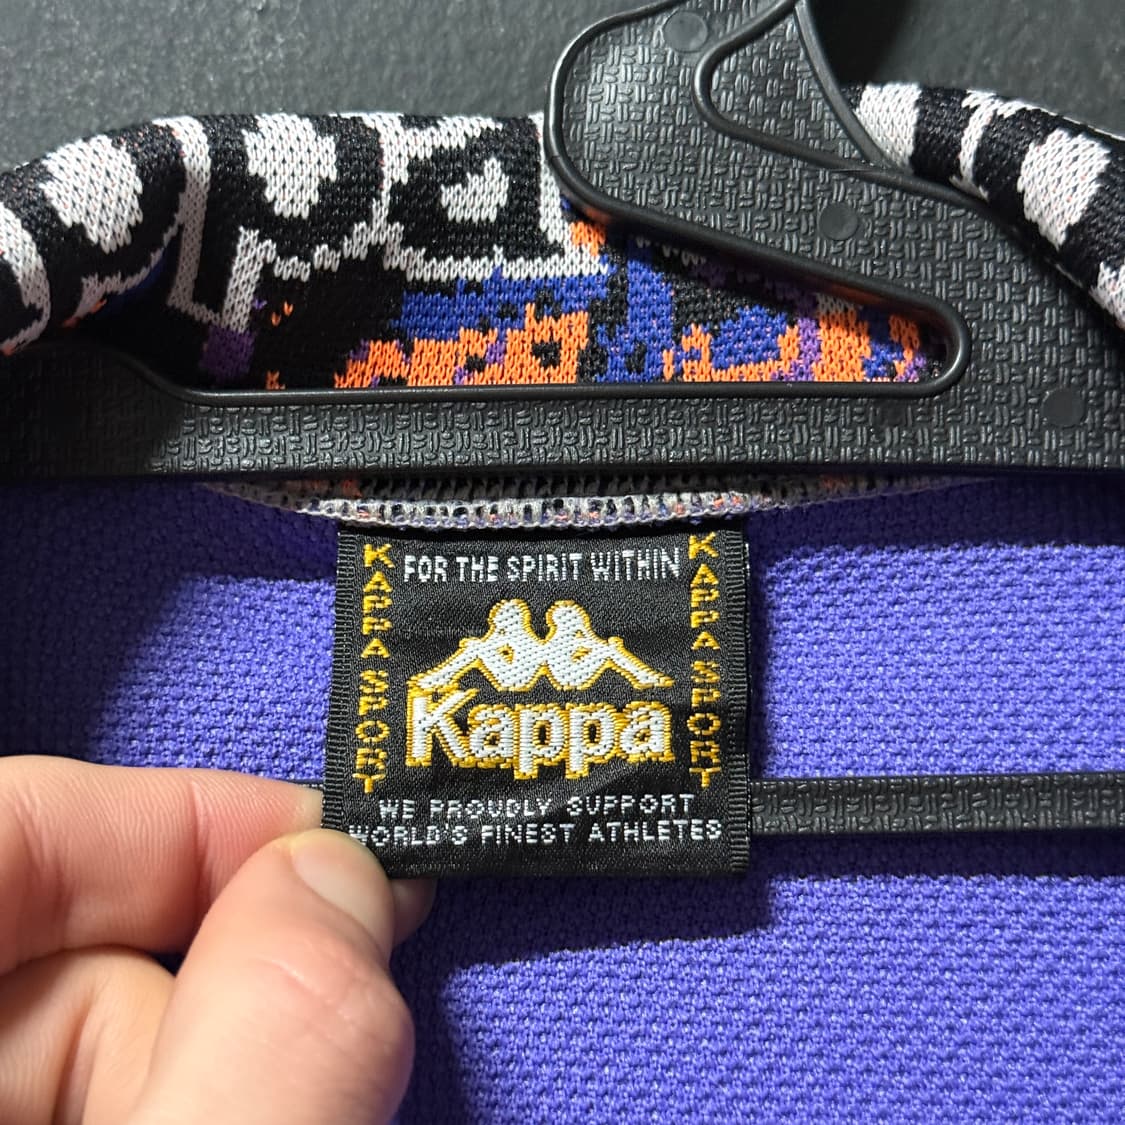 FOR THE SPIRIT WITHIN
KAPPA SPORT
KAPPA SPORT
Kappa
WE PROUDLY SUPPORT
WORLD'S FINEST ATHLETES